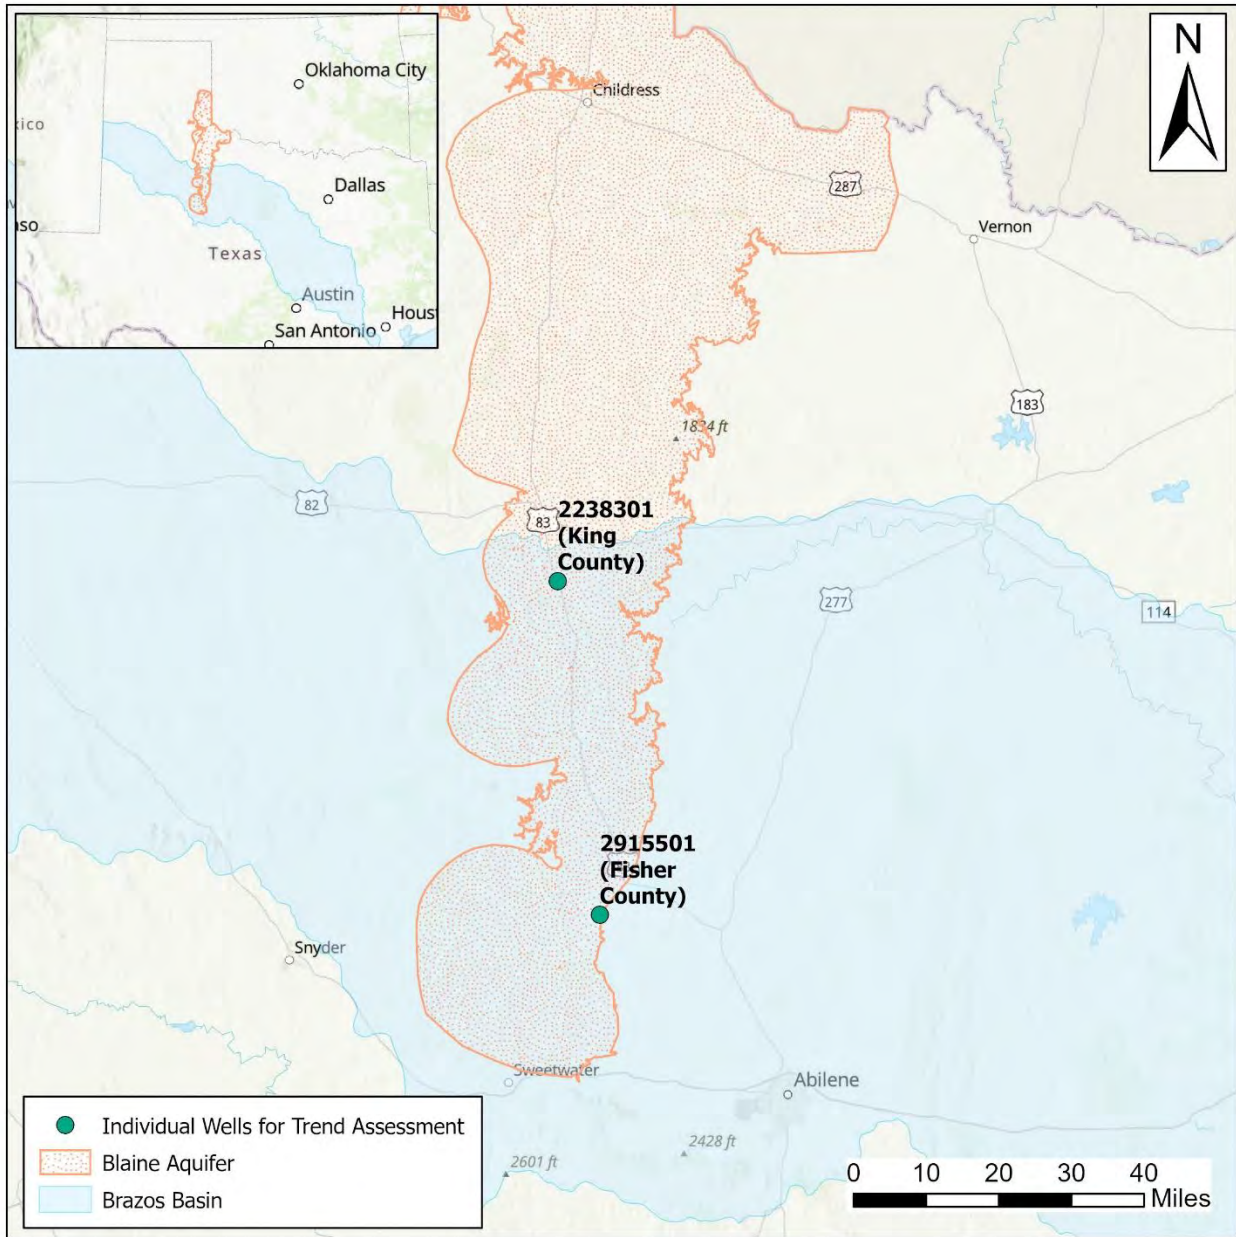 Oklahoma City
xico
Dallas
aso
Texas
Austin
Hous
San Antonio
N
Childress
287
Vernon
183
1834 ft
82
83
2238301
(King
County)
277
114
2915501
(Fisher
County)
Snyder
Sweetwater
Abilene
2428 ft
2601 ft
Individual Wells for Trend Assessment
Blaine Aquifer
Brazos Basin
0 10 20 30 40
Miles